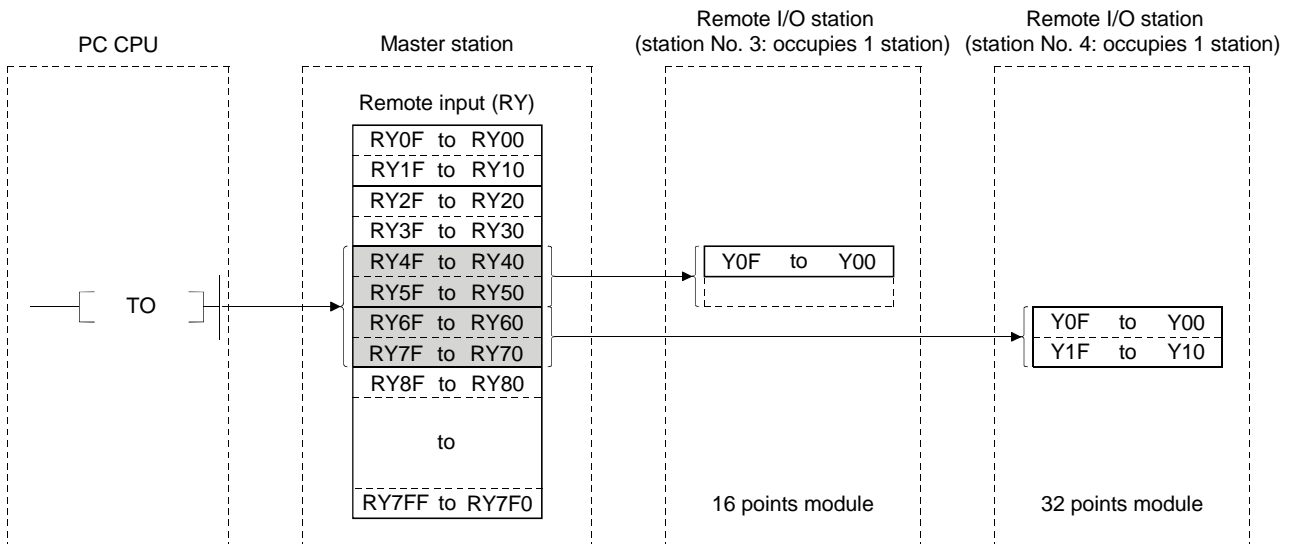 PC CPU
Master station
Remote I/O station
(station No. 3: occupies 1 station)
Remote I/O station
(station No. 4: occupies 1 station)
TO
Remote input (RY)
RY0F to RY00
RY1F to RY10
RY2F to RY20
RY3F to RY30
RY4F to RY40
RY5F to RY50
RY6F to RY60
RY7F to RY70
RY8F to RY80
to
RY7FF to RY7F0
Y0F to Y00
16 points module
Y0F to Y00
Y1F to Y10
32 points module